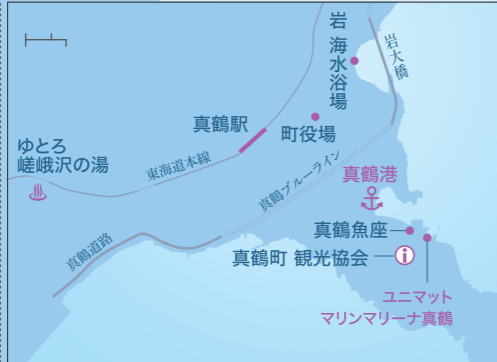 岩
海水浴場
岩大橋
真鶴駅
町役場
ゆとろ
嵯峨沢の湯
東海道本線
真鶴ブルーライン
真鶴港
真鶴道路
真鶴魚座
真鶴町 観光協会
i
ユニマット
マリンマリーナ真鶴